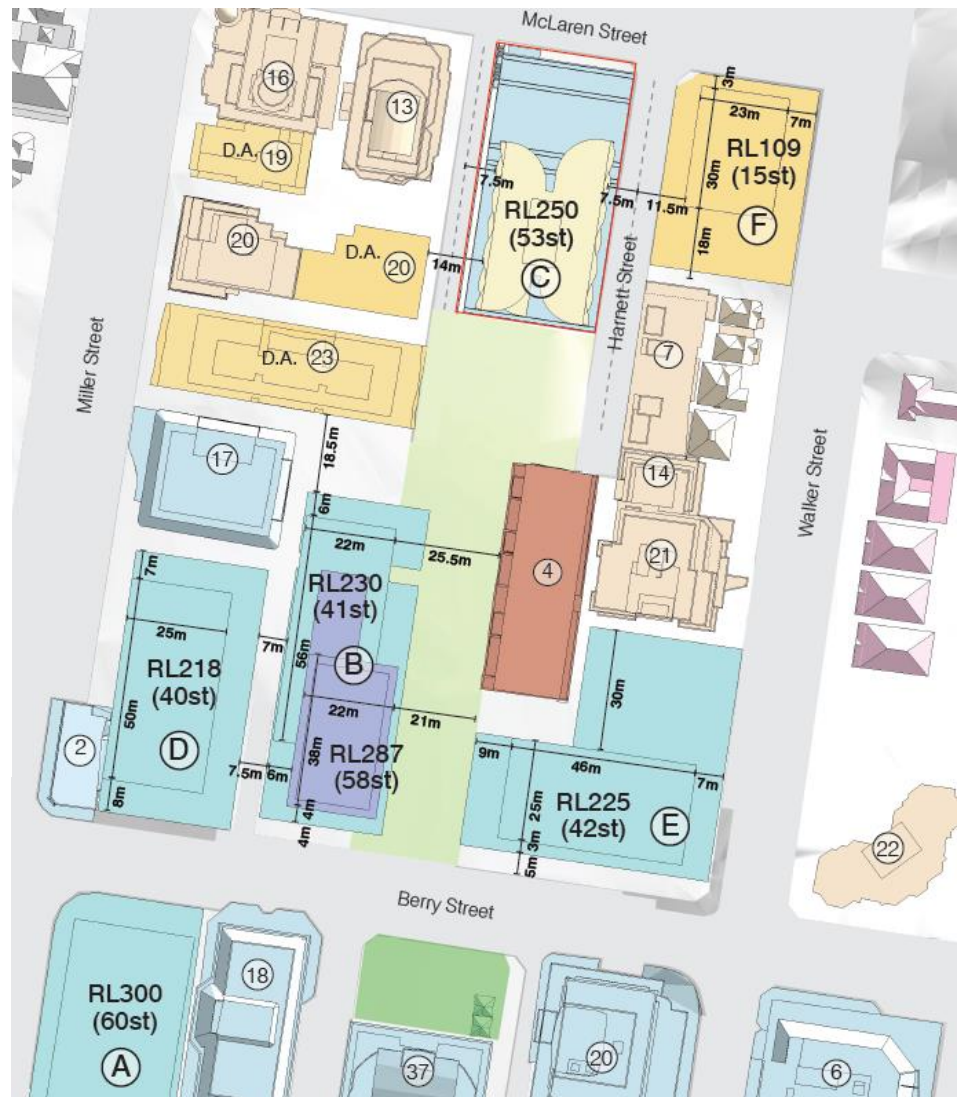 McLaren Street
16
13
3m
23m
7m
D.A. 19
RL109
(15st)
30m
7.5m
7.5m
11.5m
RL250
(53st)
F
18m
20
D.A.
20
14m
C
Harnett Street
7
D.A. 23
Miller Street
17
18.5m
14
Walker Street
6m
22m
25.5m
21
4
7m
RL230
(41st)
25m
7m
56m
B
RL218
(40st)
30m
50m
22m
21m
2
D
38m
RL287
(58st)
9m
46m
7m
7.5m
6m
25m
RL225
(42st)
E
8m
4m
4m
3m
5m
22
Berry Street
18
RL300
(60st)
A
37
20
6